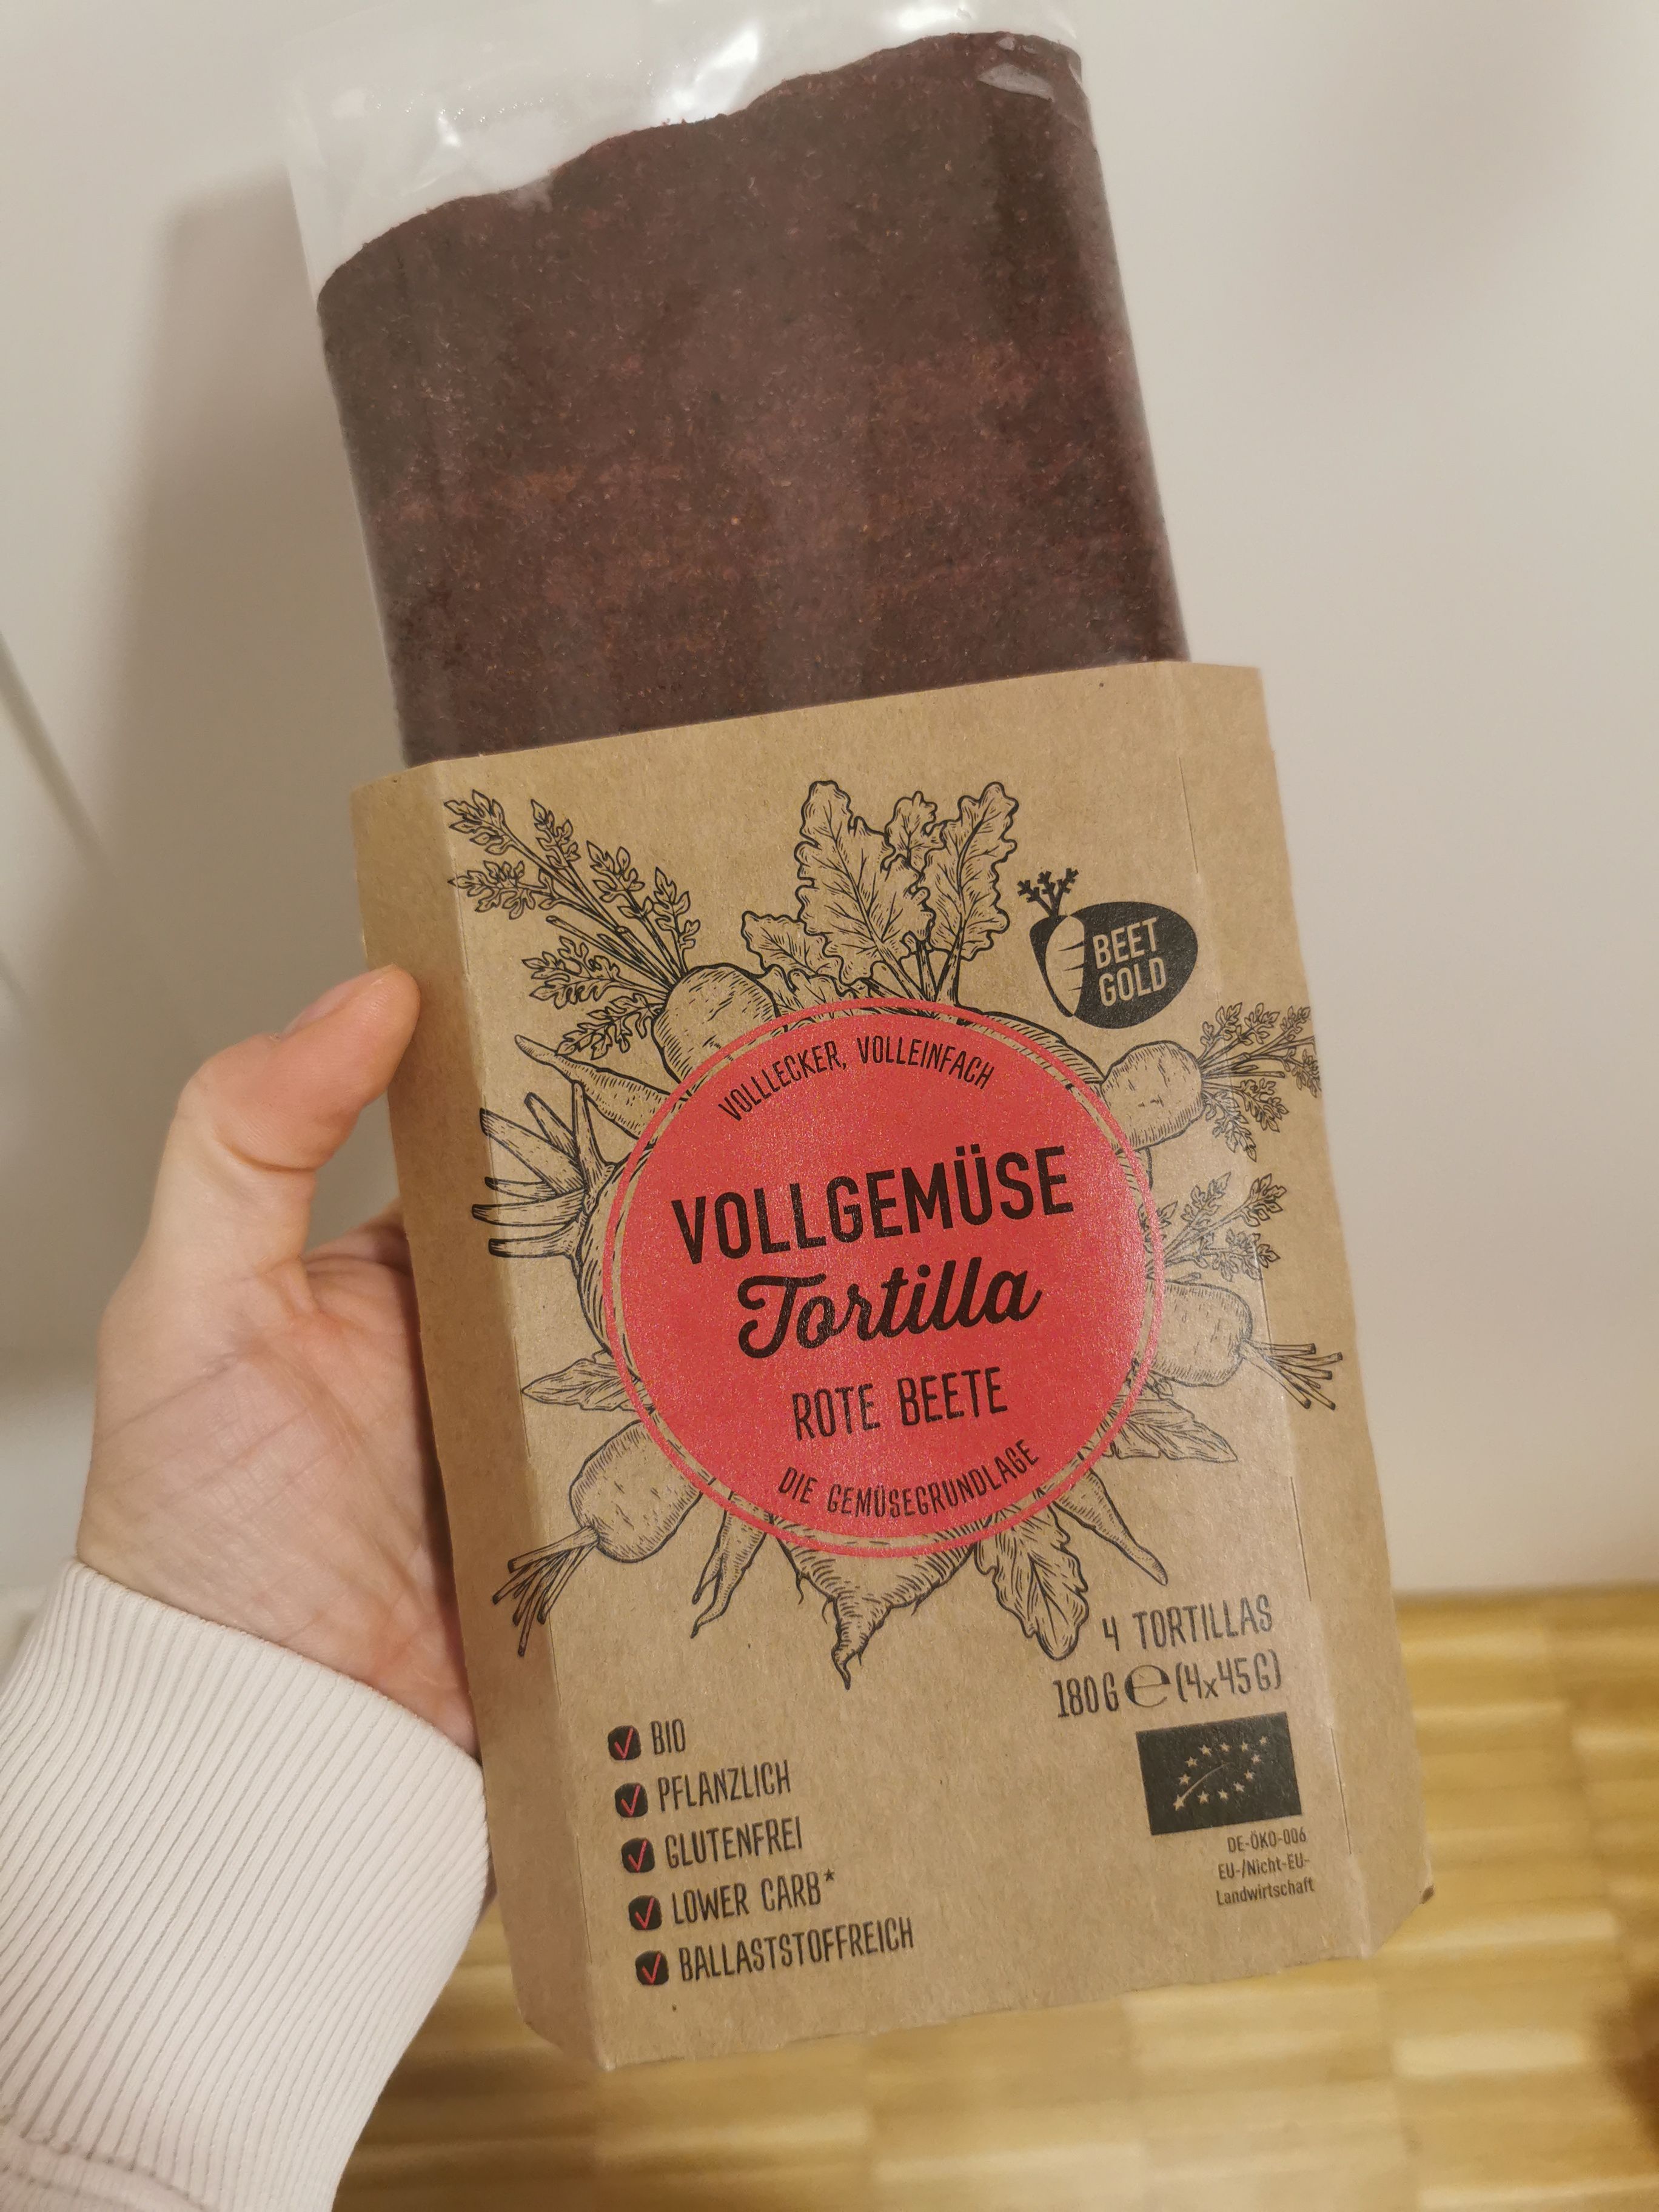 BEET
GOLD
VOLLLECKER, VOLLEINFACH
VOLLGEMÜSE
Tortilla
ROTE BEETE
DIE GEMÜSEGRUNDLAGE
4 TORTILLAS
180G ℮ (4x45G)
BIO
PFLANZLICH
GLUTENFREI
LOWER CARB*
BALLASTSTOFFREICH
DE-ÖKO-006
EU-/Nicht-EU-
Landwirtschaft